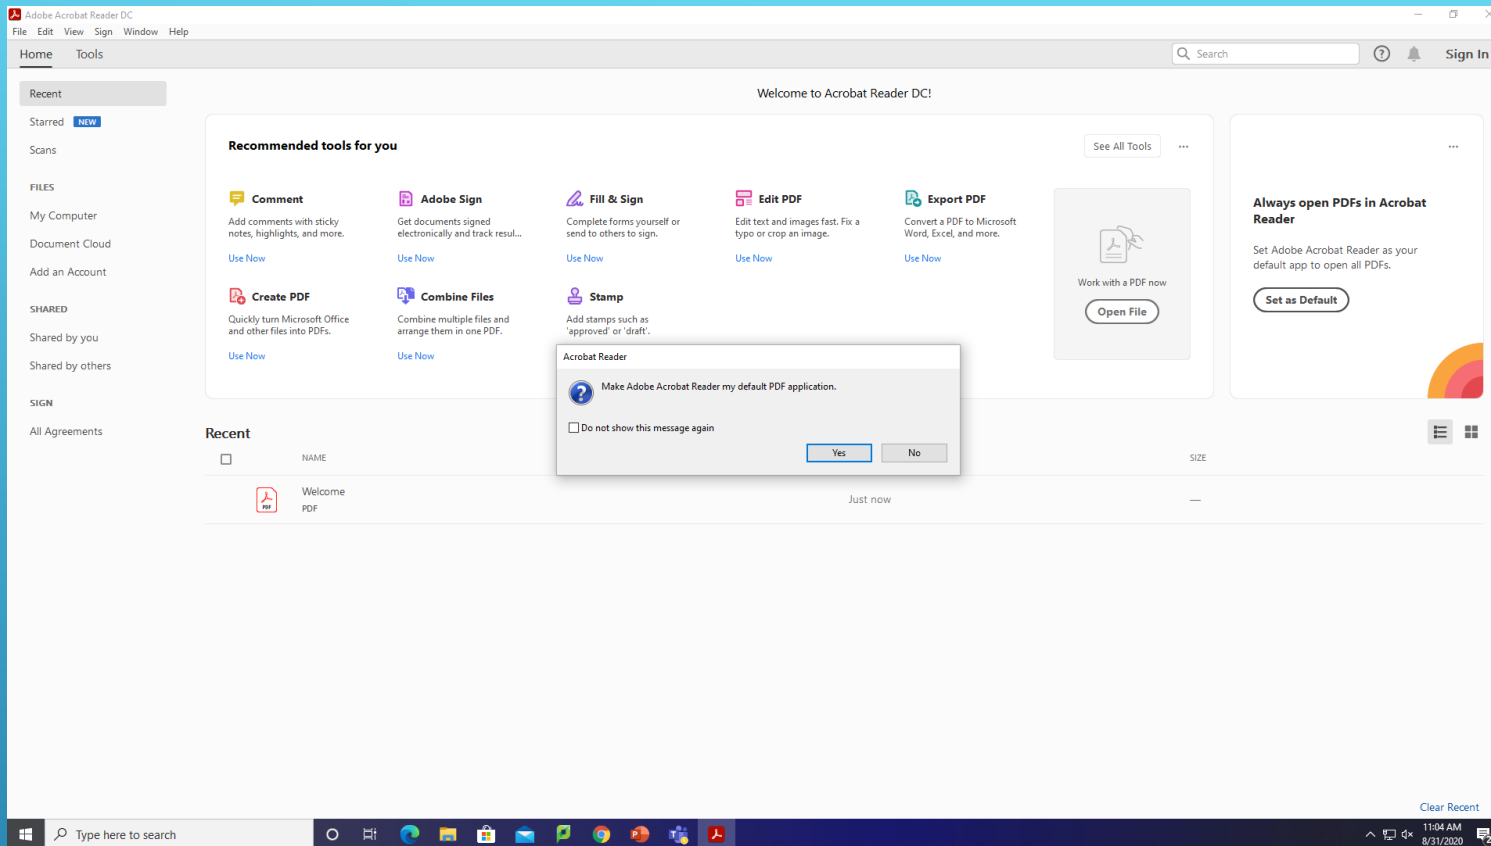 Adobe Acrobat Reader DC
File Edit View Sign Window Help
Home Tools
Search
Sign In
Recent
Starred NEW
Scans
FILES
My Computer
Document Cloud
Add an Account
SHARED
Shared by you
Shared by others
SIGN
All Agreements
Welcome to Acrobat Reader DC!
Recommended tools for you
See All Tools
Comment
Add comments with sticky
notes, highlights, and more.
Use Now
Adobe Sign
Get documents signed
electronically and track resul...
Use Now
Fill & Sign
Complete forms yourself or
send to others to sign.
Use Now
Edit PDF
Edit text and images fast. Fix a
typo or crop an image.
Use Now
Export PDF
Convert a PDF to Microsoft
Word, Excel, and more.
Use Now
Create PDF
Quickly turn Microsoft Office
and other files into PDFs.
Use Now
Combine Files
Combine multiple files and
arrange them in one PDF.
Use Now
Stamp
Add stamps such as
'approved' or 'draft'.
Work with a PDF now
Open File
Always open PDFs in Acrobat
Reader
Set Adobe Acrobat Reader as your
default app to open all PDFs.
Set as Default
Acrobat Reader
Make Adobe Acrobat Reader my default PDF application.
Do not show this message again
Yes No
Recent
NAME SIZE
Welcome
PDF
PDF
Just now
—
Clear Recent
Type here to search
11:04 AM
8/31/2020
2